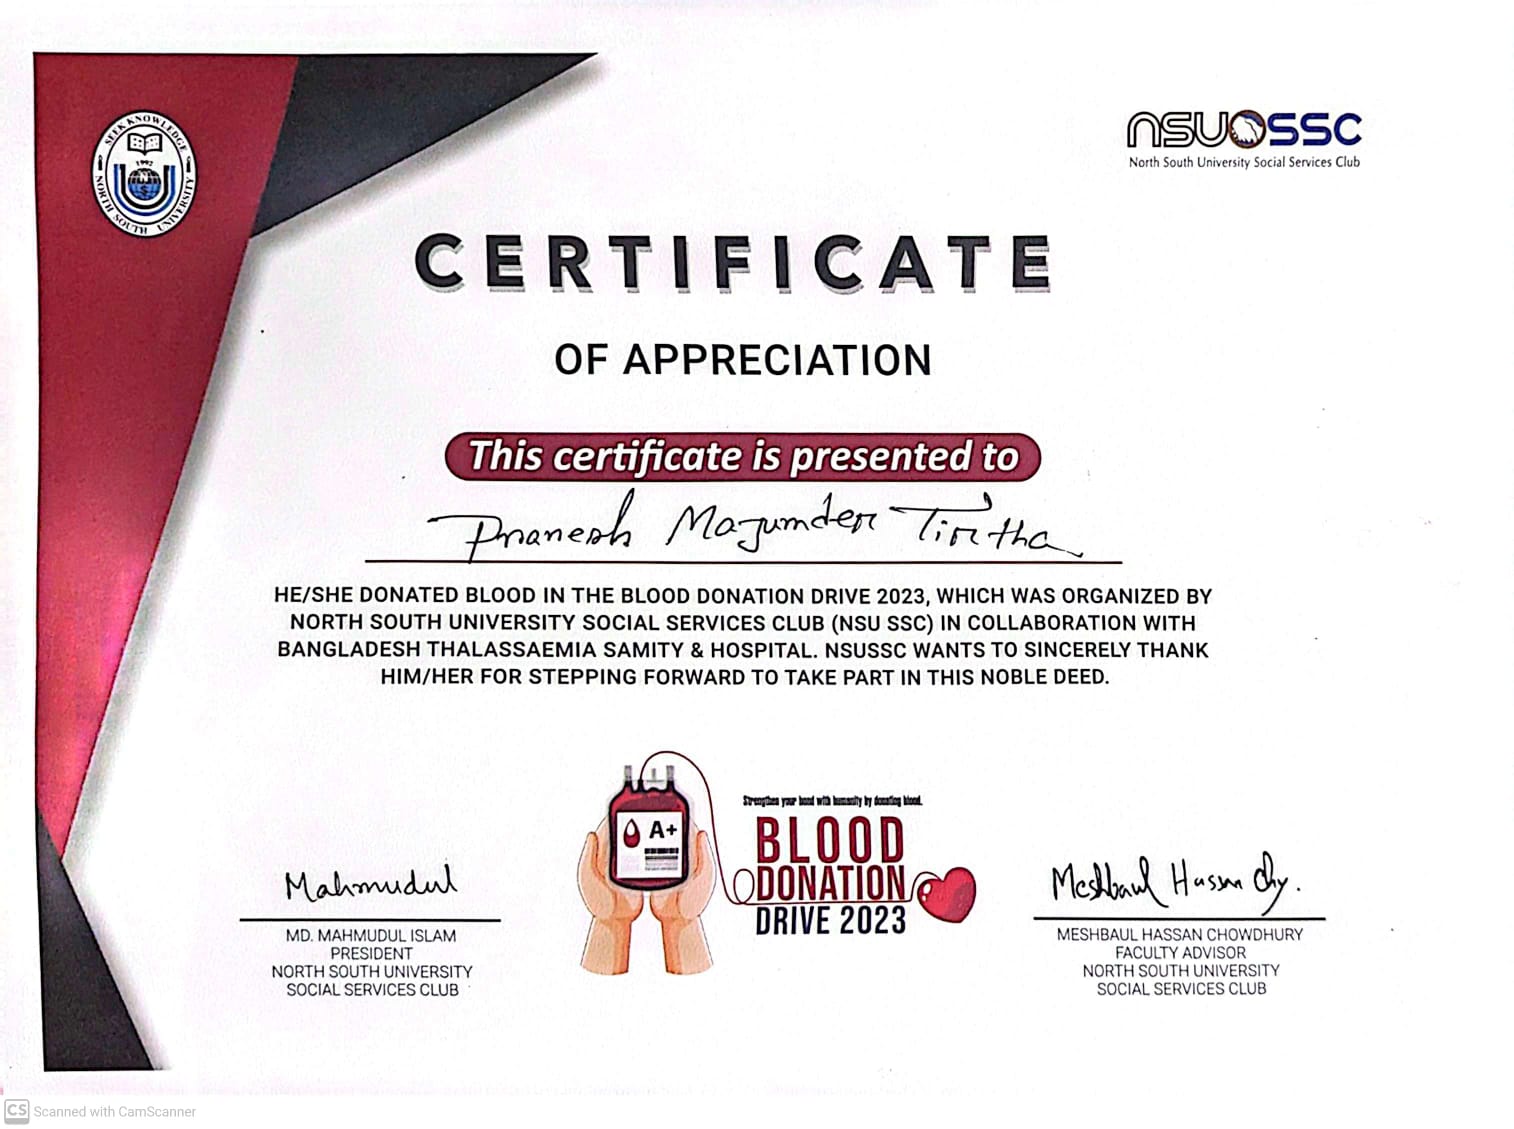 SEEK KNOWLEDGE
1992
NS
NORTH SOUTH UNIVERSITY
NSUSSC
North South University Social Services Club
CERTIFICATE
OF APPRECIATION
This certificate is presented to
Pranesh Mazumder Tirtha
HE/SHE DONATED BLOOD IN THE BLOOD DONATION DRIVE 2023, WHICH WAS ORGANIZED BY
NORTH SOUTH UNIVERSITY SOCIAL SERVICES CLUB (NSU SSC) IN COLLABORATION WITH
BANGLADESH THALASSAEMIA SAMITY & HOSPITAL. NSUSSC WANTS TO SINCERELY THANK
HIM/HER FOR STEPPING FORWARD TO TAKE PART IN THIS NOBLE DEED.
A+
Strengthen your bond with humanity by donating blood.
BLOOD
DONATION
DRIVE 2023
Mahmudul
MD. MAHMUDUL ISLAM
PRESIDENT
NORTH SOUTH UNIVERSITY
SOCIAL SERVICES CLUB
Meshbaul Hassan Chy.
MESHBAUL HASSAN CHOWDHURY
FACULTY ADVISOR
NORTH SOUTH UNIVERSITY
SOCIAL SERVICES CLUB
CS Scanned with CamScanner